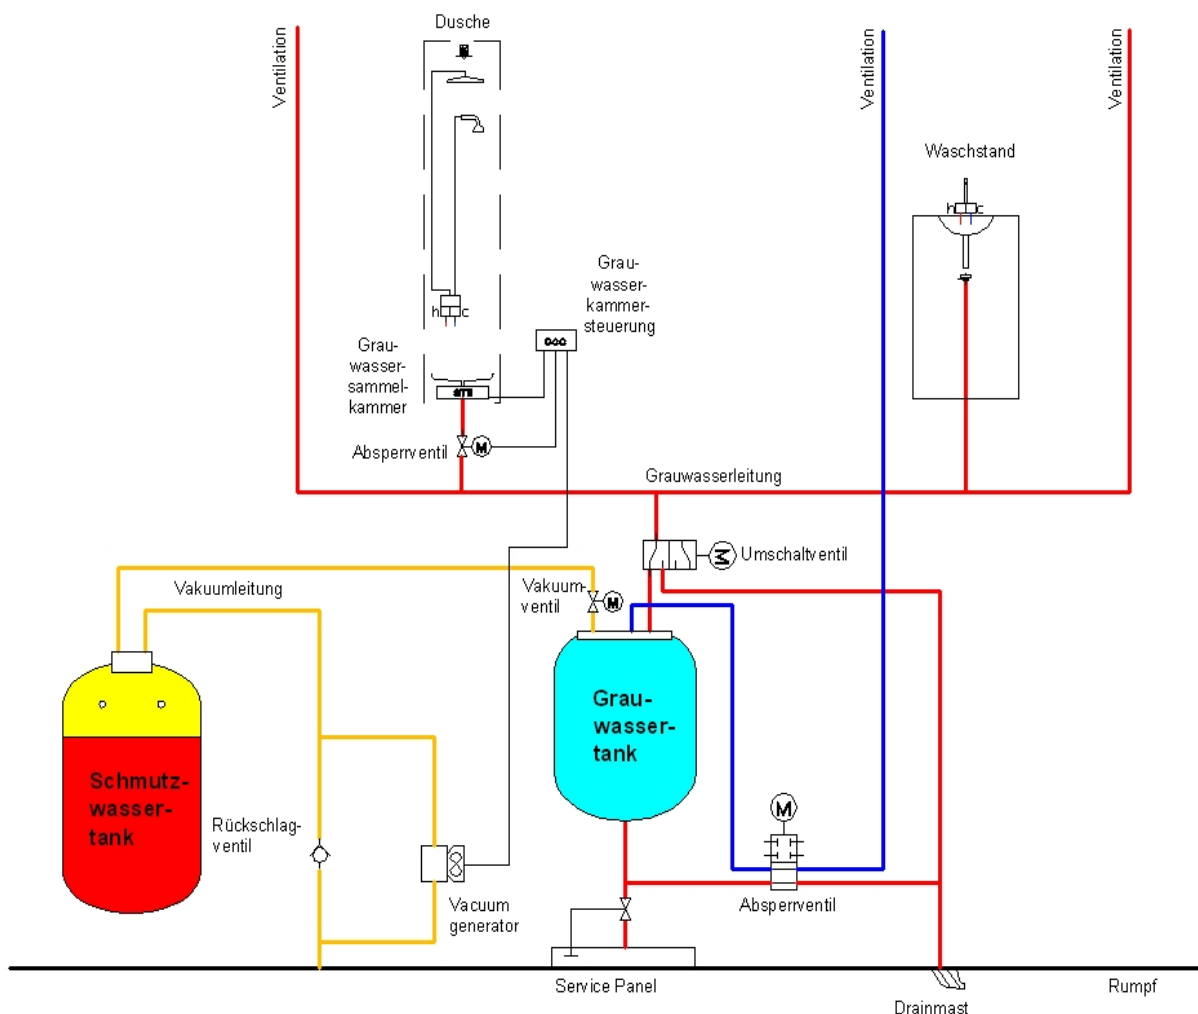 Dusche
Ventilation
Ventilation
Ventilation
Waschstand
h c
Grau-
wasser-
kammer-
steuerung
h c
Grau-
wasser-
sammel-
kammer
Absperrventil
M
Grauwasserleitung
M
Umschaltventil
Vakuumleitung
Vakuum-
ventil
M
Grau-
wasser-
tank
Schmutz-
wasser-
tank
M
Rückschlag-
ventil
Vacuum
generator
Absperrventil
Service Panel
Rumpf
Drainmast